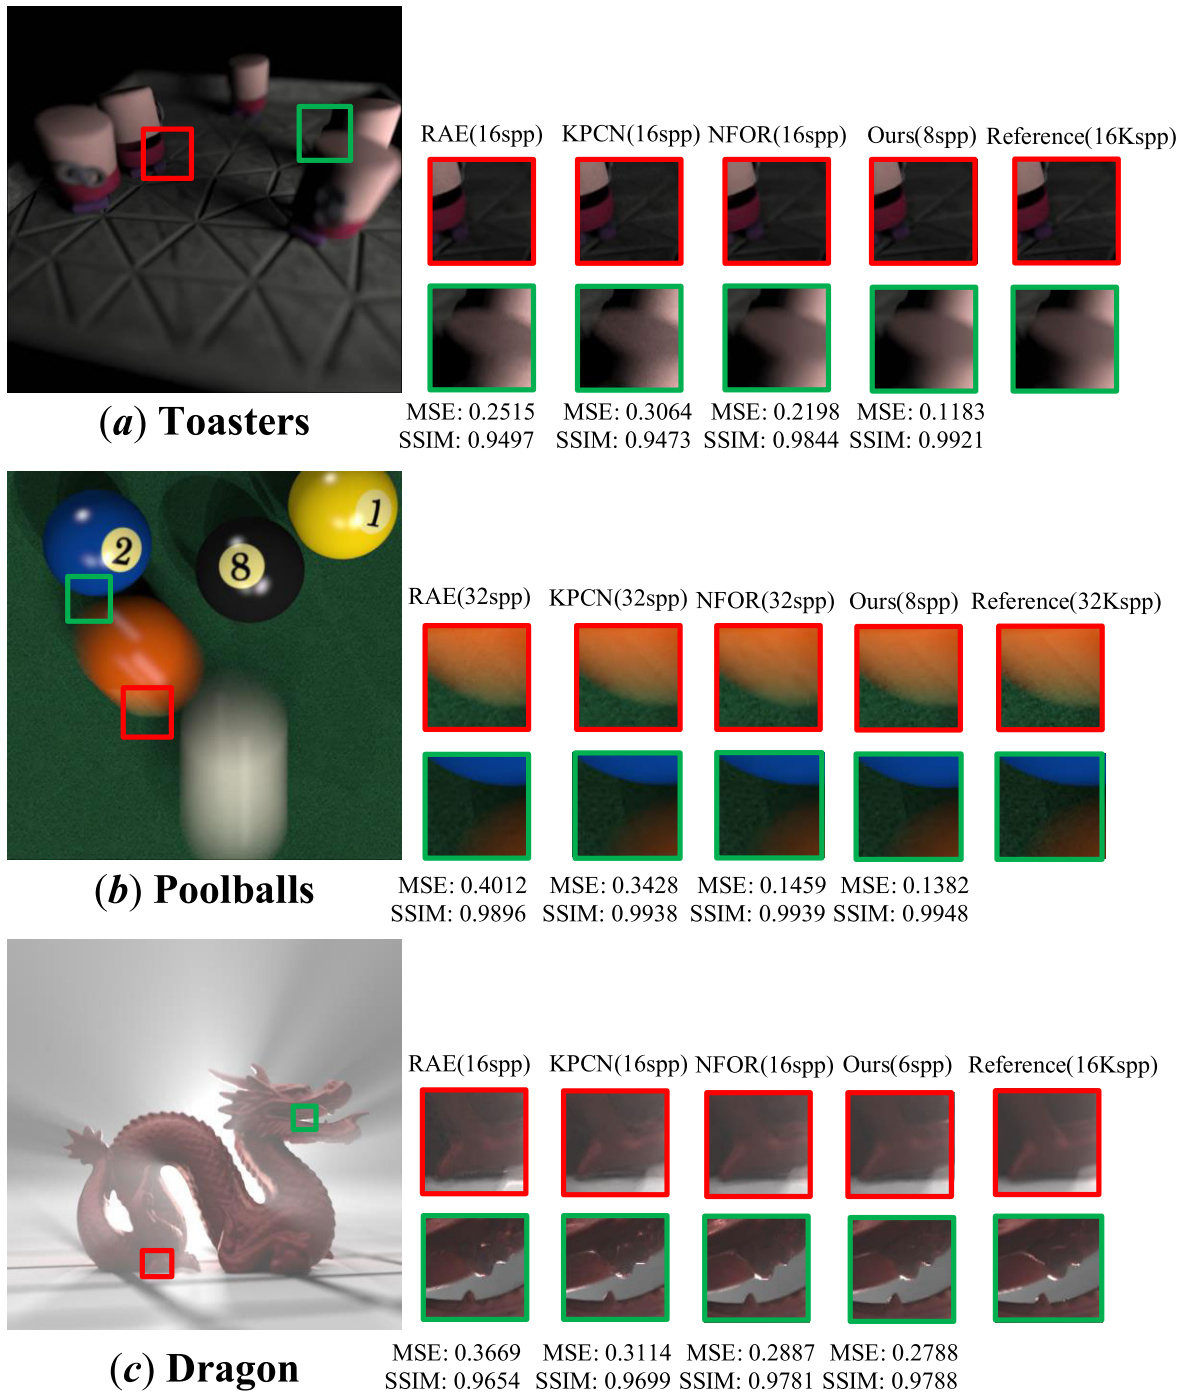 RAE(16spp) KPCN(16spp) NFOR(16spp) Ours(8spp) Reference(16Kspp)
MSE: 0.2515 MSE: 0.3064 MSE: 0.2198 MSE: 0.1183
SSIM: 0.9497 SSIM: 0.9473 SSIM: 0.9844 SSIM: 0.9921
(a) Toasters
2
8
1
RAE(32spp) KPCN(32spp) NFOR(32spp) Ours(8spp) Reference(32Kspp)
MSE: 0.4012 MSE: 0.3428 MSE: 0.1459 MSE: 0.1382
SSIM: 0.9896 SSIM: 0.9938 SSIM: 0.9939 SSIM: 0.9948
(b) Poolballs
RAE(16spp) KPCN(16spp) NFOR(16spp) Ours(6spp) Reference(16Kspp)
MSE: 0.3669 MSE: 0.3114 MSE: 0.2887 MSE: 0.2788
SSIM: 0.9654 SSIM: 0.9699 SSIM: 0.9781 SSIM: 0.9788
(c) Dragon